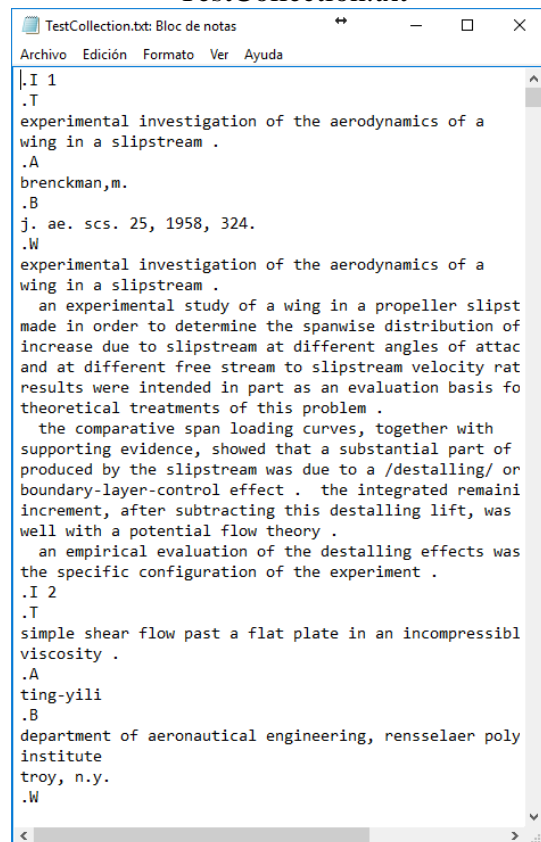 TestCollection.txt: Bloc de notas
Archivo Edición Formato Ver Ayuda
.I 1
.T
experimental investigation of the aerodynamics of a
wing in a slipstream .
.A
brenckman,m.
.B
j. ae. scs. 25, 1958, 324.
.W
experimental investigation of the aerodynamics of a
wing in a slipstream .
an experimental study of a wing in a propeller slipst
made in order to determine the spanwise distribution of
increase due to slipstream at different angles of attac
and at different free stream to slipstream velocity rat
results were intended in part as an evaluation basis fo
theoretical treatments of this problem .
the comparative span loading curves, together with
supporting evidence, showed that a substantial part of
produced by the slipstream was due to a /destalling/ or
boundary-layer-control effect .  the integrated remaini
increment, after subtracting this destalling lift, was
well with a potential flow theory .
an empirical evaluation of the destalling effects was
the specific configuration of the experiment .
.I 2
.T
simple shear flow past a flat plate in an incompressibl
viscosity .
.A
ting-yili
.B
department of aeronautical engineering, rensselaer poly
institute
troy, n.y.
.W